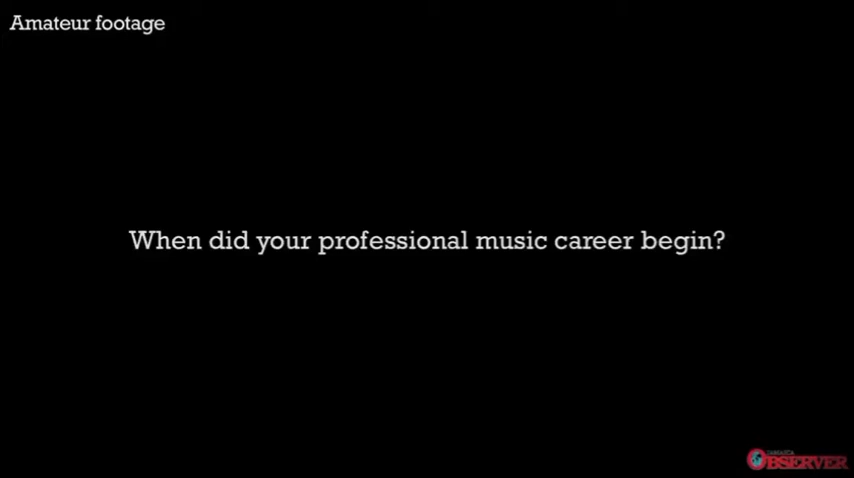 Amateur footage
When did your professional music career begin?
OBSERVER